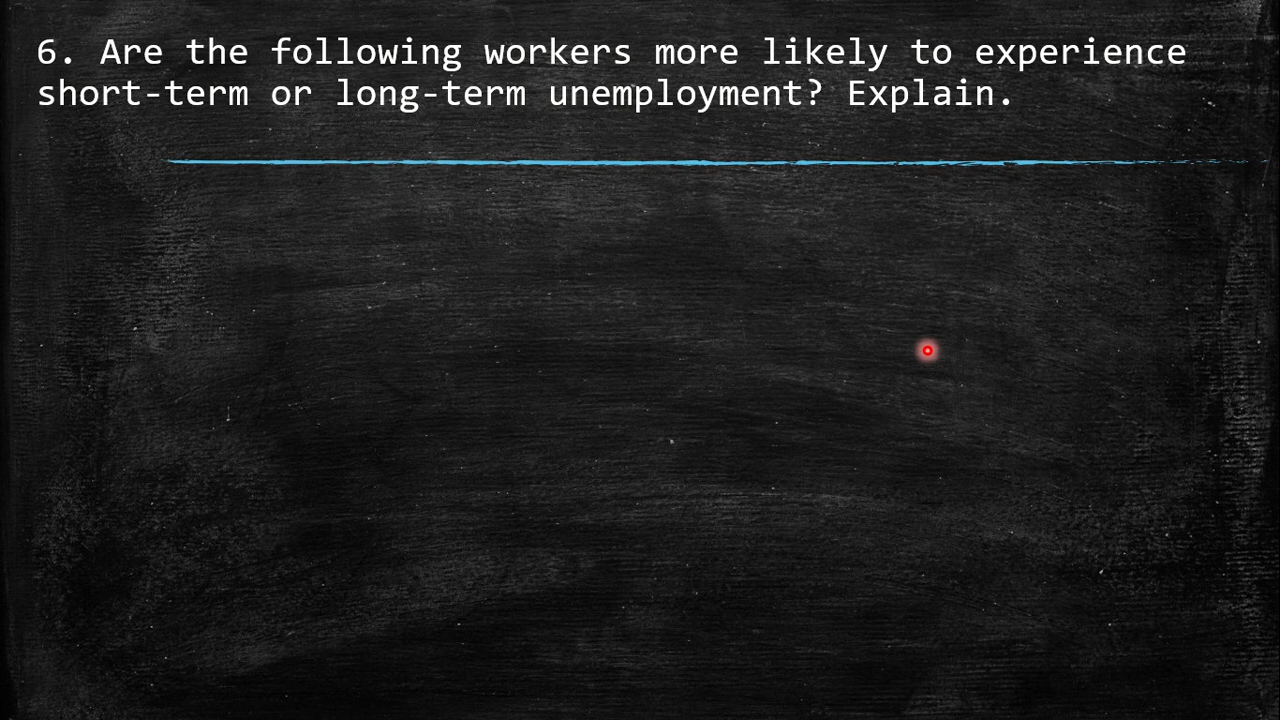 6. Are the following workers more likely to experience
short-term or long-term unemployment? Explain.